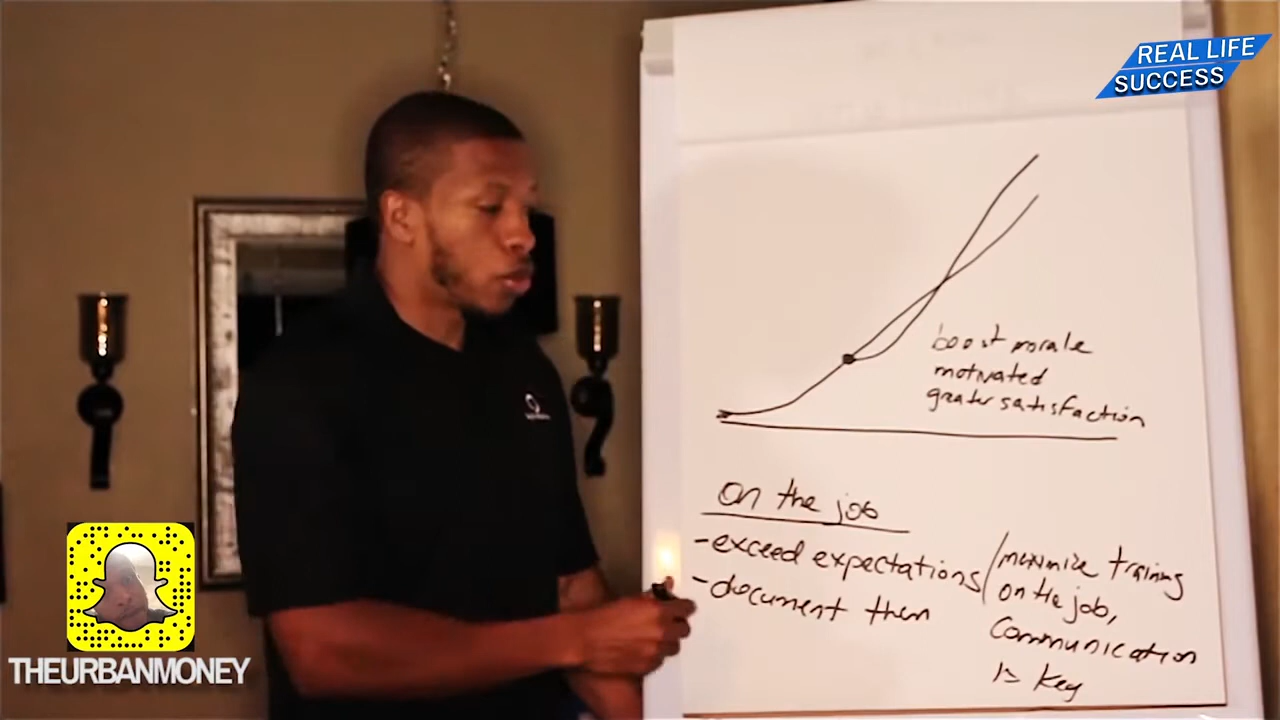 REAL LIFE
SUCCESS
boost morale
motivated
greater satisfaction
on the job
-exceed expectations/maximize training
-document them
on the job,
Communication
is key
THEURBANMONEY